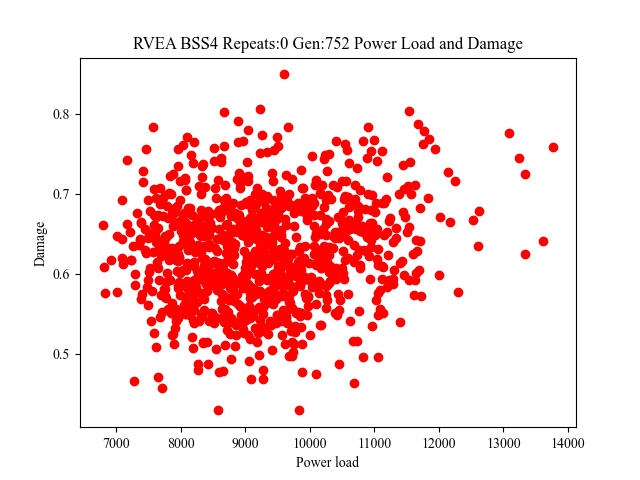 RVEA BSS4 Repeats:0 Gen:752 Power Load and Damage
0.8
0.7
0.6
0.5
Damage
7000 8000 9000 10000 11000 12000 13000 14000
Power load